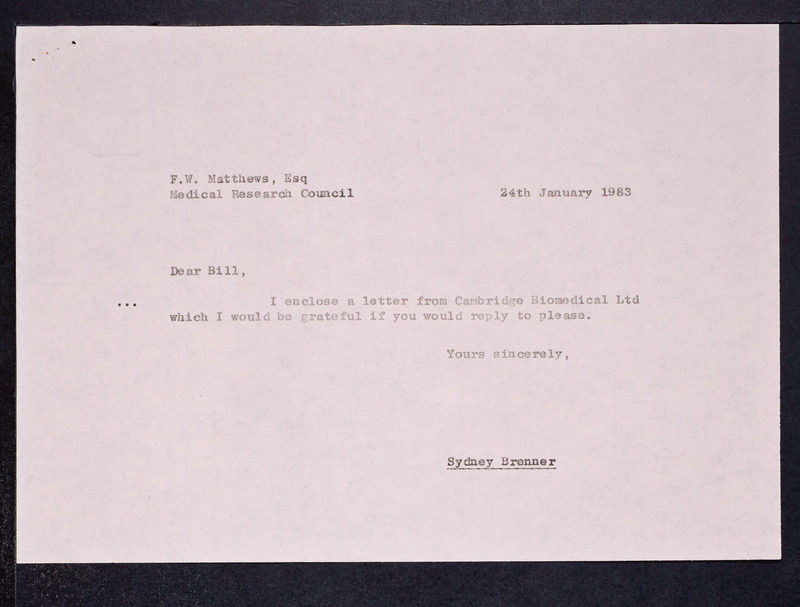 F.W. Matthews, Esq
Medical Research Council 24th January 1983
Dear Bill,
... I enclose a letter from Cambridge Biomedical Ltd
which I would be grateful if you would reply to please.
Yours sincerely,
Sydney Brenner